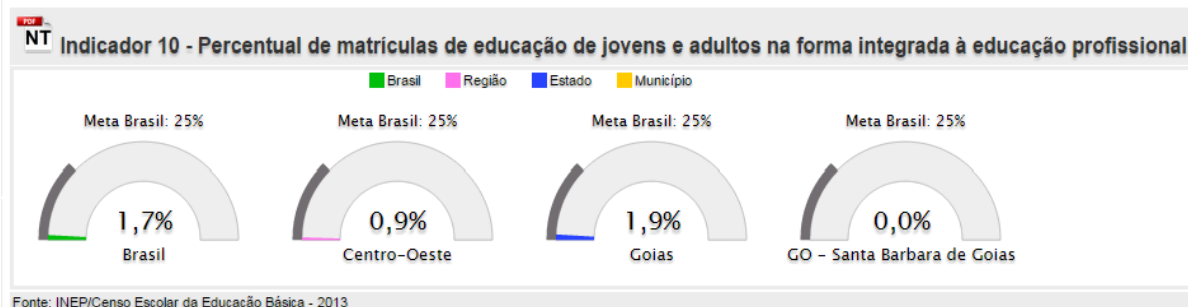 PDF
NT
Indicador 10 - Percentual de matrículas de educação de jovens e adultos na forma integrada à educação profissional
Brasil Região Estado Município
Meta Brasil: 25% Meta Brasil: 25% Meta Brasil: 25% Meta Brasil: 25%
1,7% 0,9% 1,9% 0,0%
Brasil Centro-Oeste Goias GO - Santa Barbara de Goias
Fonte: INEP/Censo Escolar da Educação Básica - 2013